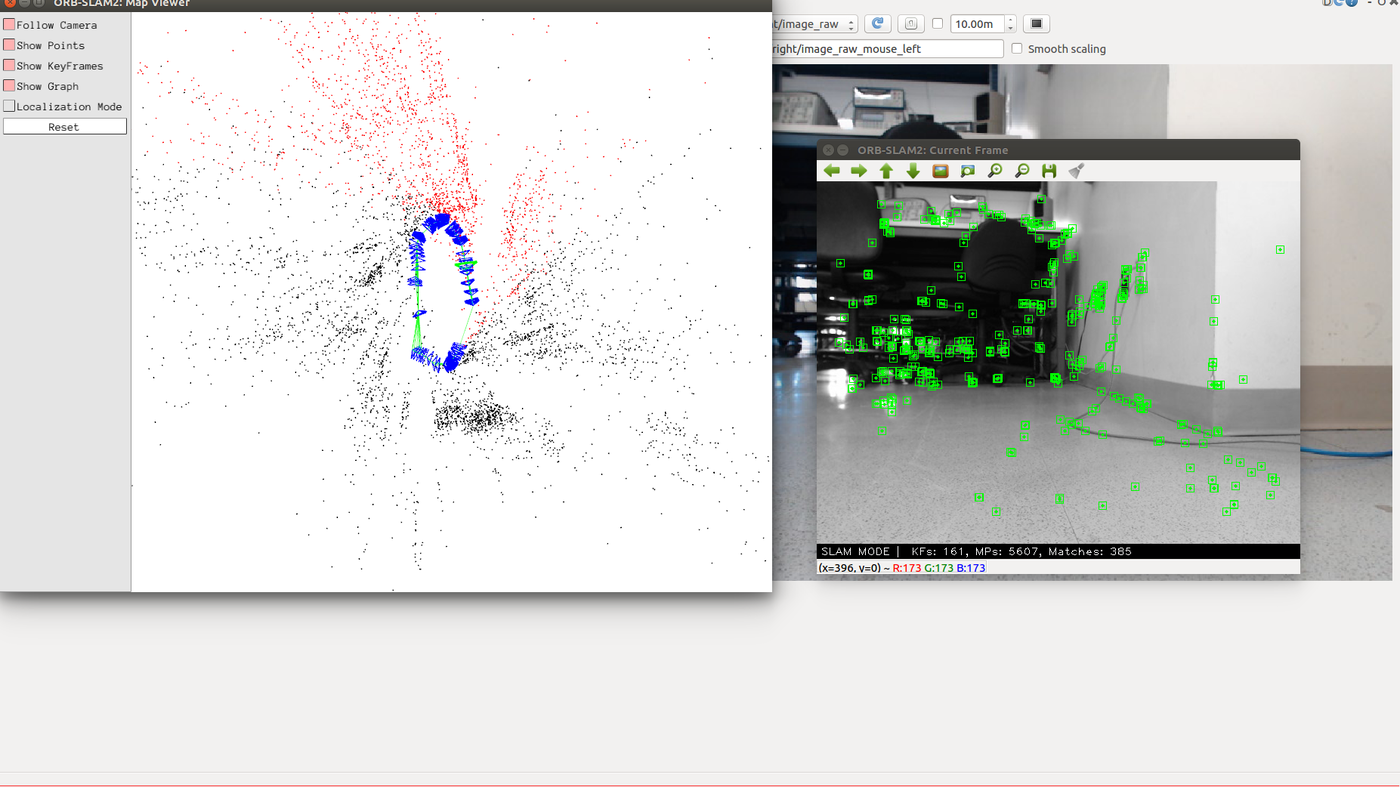 ORB-SLAM2: Map Viewer
Follow Camera
Show Points
Show KeyFrames
Show Graph
Localization Mode
Reset
t/image_raw
10.00m
right/image_raw_mouse_left
Smooth scaling
ORB-SLAM2: Current Frame
SLAM MODE | KFs: 161, MPs: 5607, Matches: 385
(x=396, y=0) ~ R:173 G:173 B:173